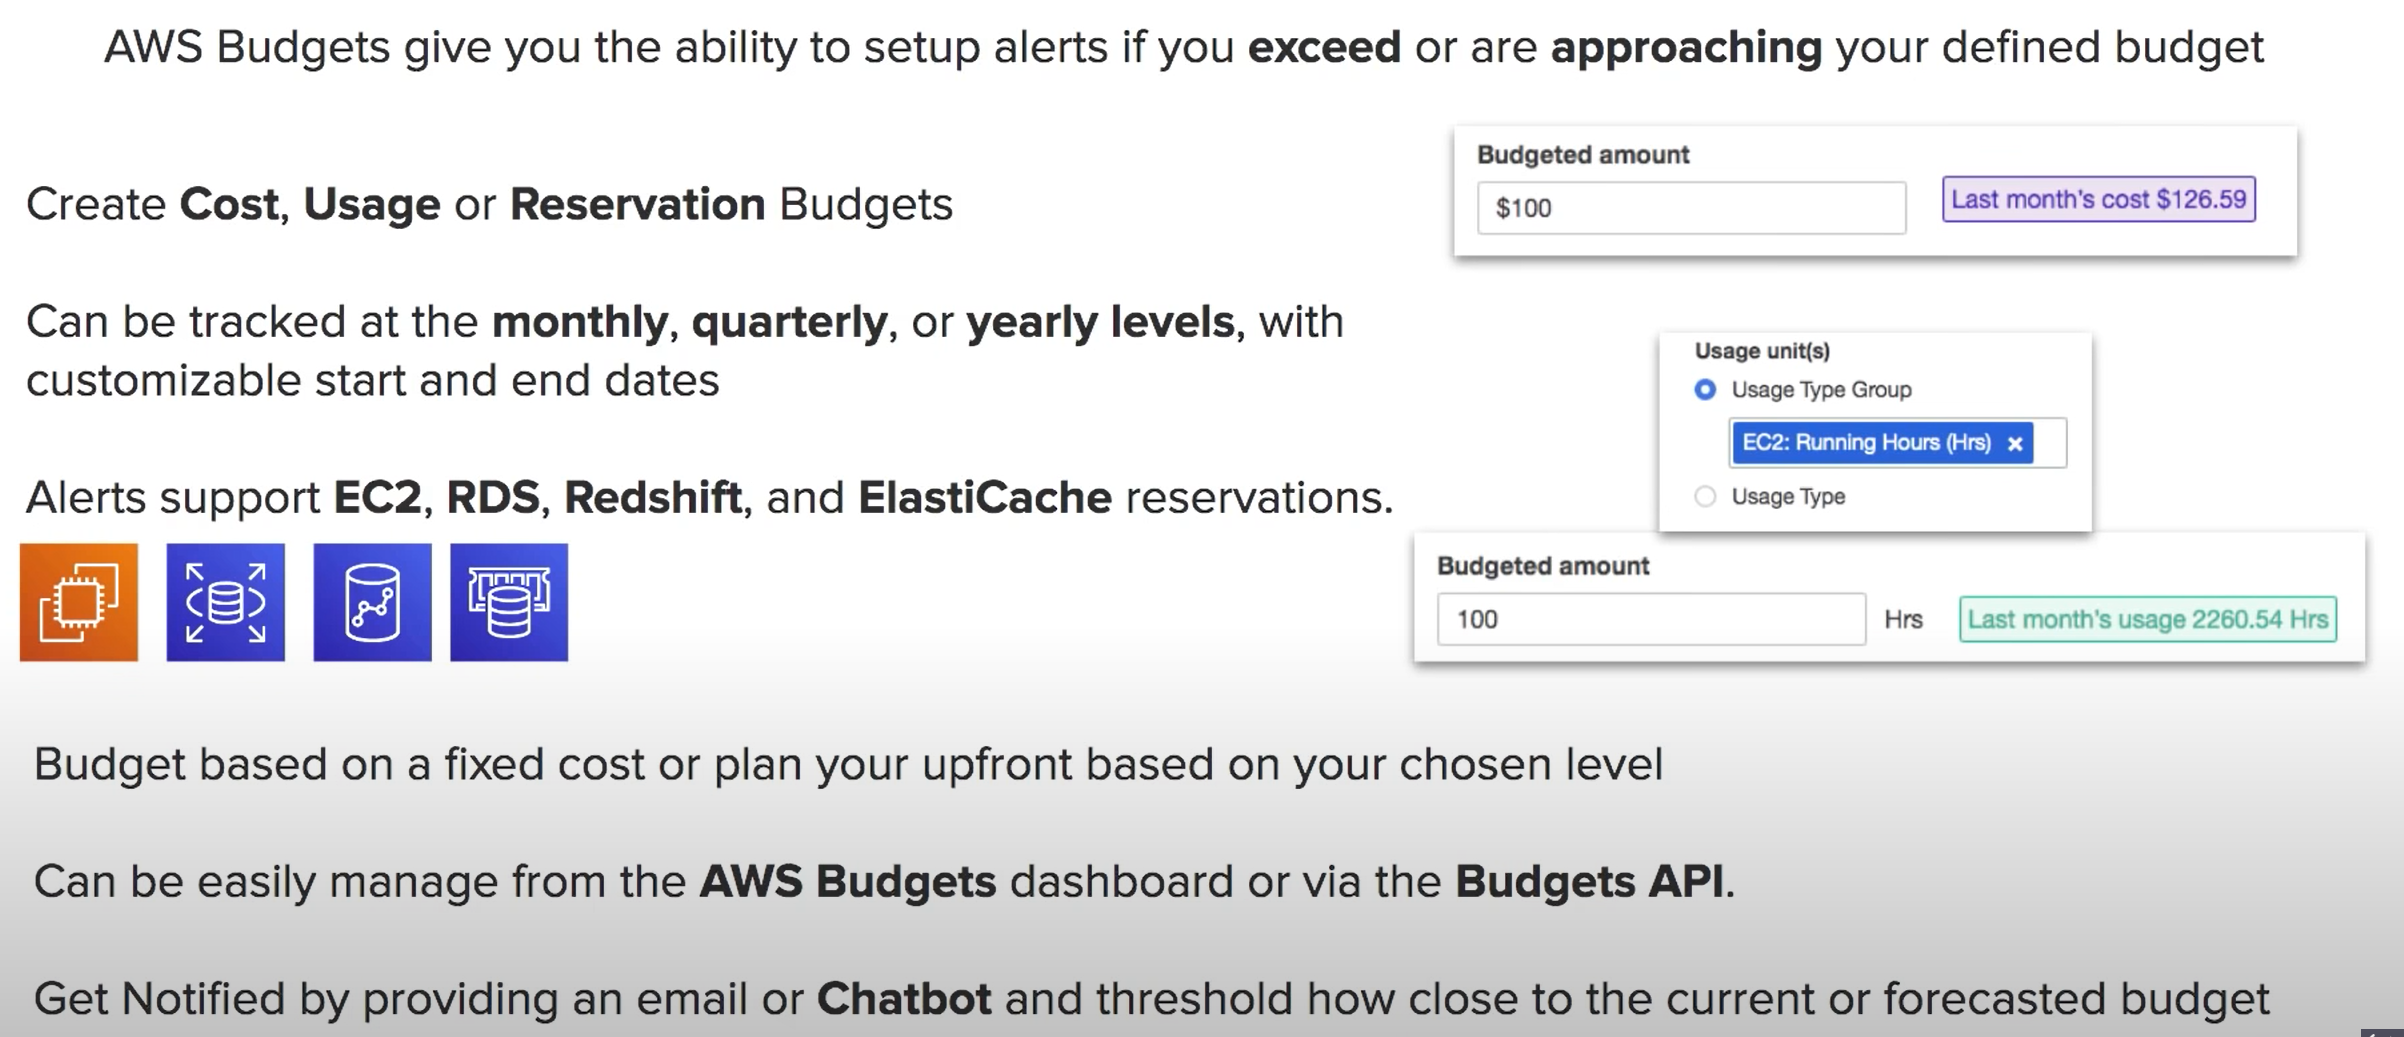 AWS Budgets give you the ability to setup alerts if you exceed or are approaching your defined budget
Create Cost, Usage or Reservation Budgets
Can be tracked at the monthly, quarterly, or yearly levels, with
customizable start and end dates
Alerts support EC2, RDS, Redshift, and ElastiCache reservations.
Budgeted amount
$100
Last month's cost $126.59
Usage unit(s)
Usage Type Group
EC2: Running Hours (Hrs) ×
Usage Type
Budgeted amount
100
Hrs
Last month's usage 2260.54 Hrs
Budget based on a fixed cost or plan your upfront based on your chosen level
Can be easily manage from the AWS Budgets dashboard or via the Budgets API.
Get Notified by providing an email or Chatbot and threshold how close to the current or forecasted budget